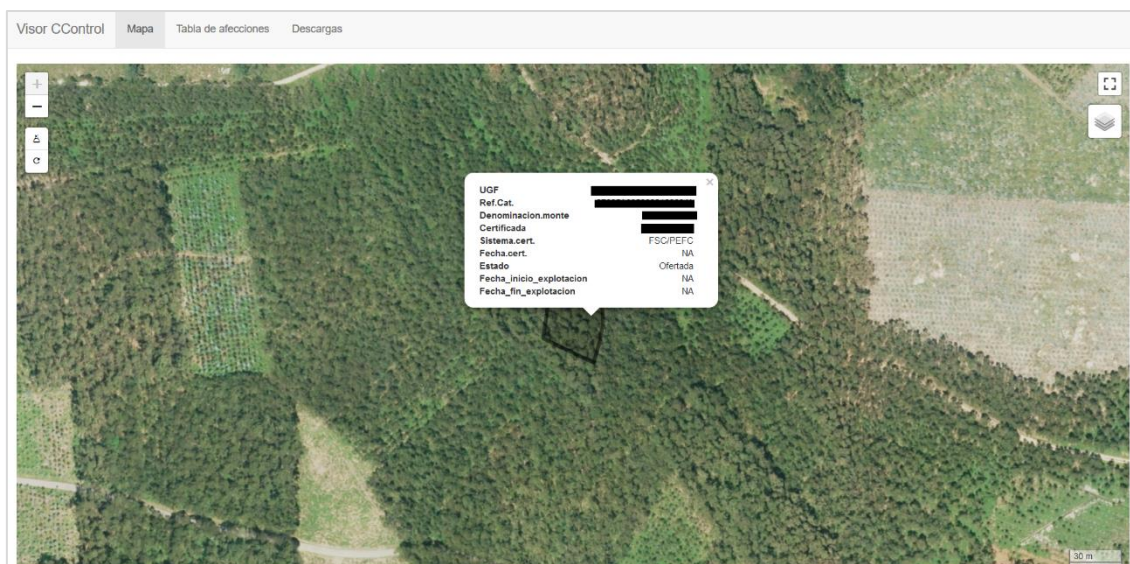 Visor CControl Mapa Tabla de afecciones Descargas
UGF
Ref.Cat.
Denominacion.monte
Certificada
Sistema.cert. FSC/PEFC
Fecha.cert. NA
Estado Ofertada
Fecha_inicio_explotacion NA
Fecha_fin_explotacion NA
30 m